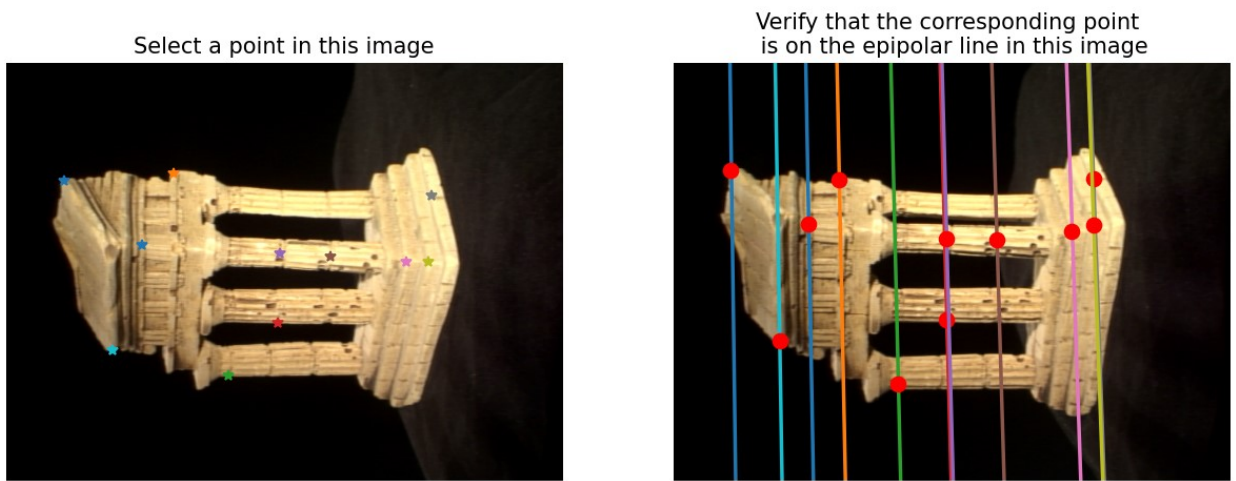 Select a point in this image
Verify that the corresponding point
is on the epipolar line in this image